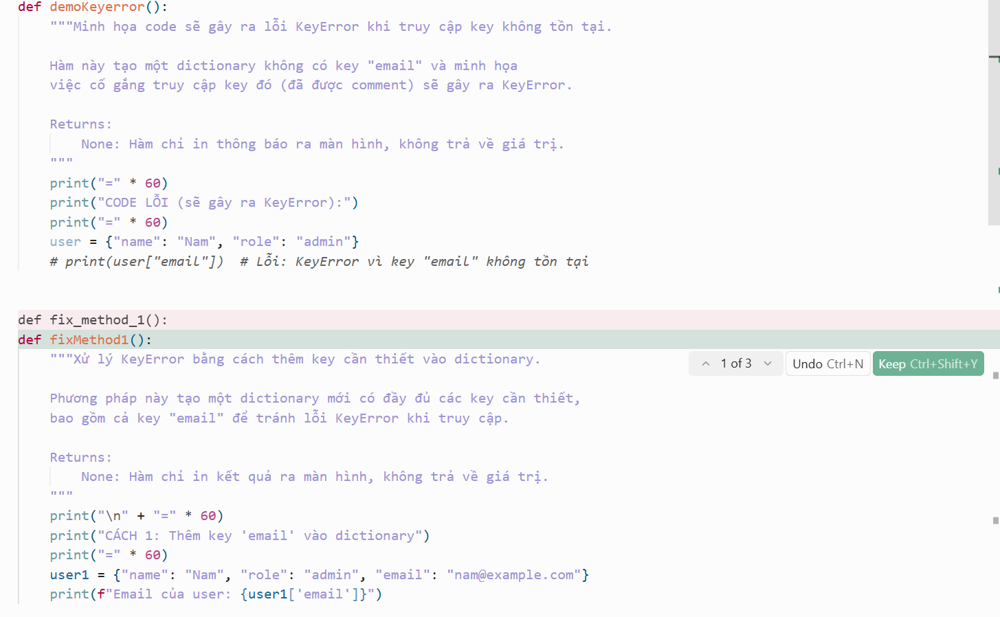 def demoKeyerror():
    """Minh họa code sẽ gây ra lỗi KeyError khi truy cập key không tồn tại.
    Hàm này tạo một dictionary không có key "email" và minh họa
    việc cố gắng truy cập key đó (đã được comment) sẽ gây ra KeyError.
    Returns:
        None: Hàm chỉ in thông báo ra màn hình, không trả về giá trị.
    """
    print("=" * 60)
    print("CODE LỖI (sẽ gây ra KeyError):")
    print("=" * 60)
    user = {"name": "Nam", "role": "admin"}
    # print(user["email"])  # Lỗi: KeyError vì key "email" không tồn tại
def fix_method_1():
def fixMethod1():
    """Xử lý KeyError bằng cách thêm key cần thiết vào dictionary.
1 of 3 Undo Ctrl+N Keep Ctrl+Shift+Y
    Phương pháp này tạo một dictionary mới có đầy đủ các key cần thiết,
    bao gồm cả key "email" để tránh lỗi KeyError khi truy cập.
    Returns:
        None: Hàm chỉ in kết quả ra màn hình, không trả về giá trị.
    """
    print("\n" + "=" * 60)
    print("CÁCH 1: Thêm key 'email' vào dictionary")
    print("=" * 60)
    user1 = {"name": "Nam", "role": "admin", "email": "nam@example.com"}
    print(f"Email của user: {user1['email']}")